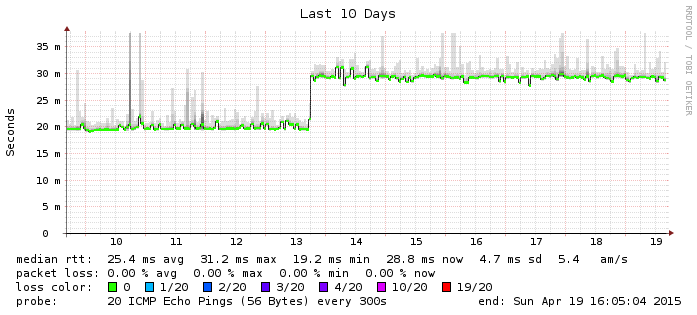 Last 10 Days
RRDTOOL / TOBI OETIKER
Seconds
35 m
30 m
25 m
20 m
15 m
10 m
5 m
0
10 11 12 13 14 15 16 17 18 19
median rtt: 25.4 ms avg 31.2 ms max 19.2 ms min 28.8 ms now 4.7 ms sd 5.4 am/s
packet loss: 0.00 % avg 0.00 % max 0.00 % min 0.00 % now
loss color: 0 1/20 2/20 3/20 4/20 10/20 19/20
probe: 20 ICMP Echo Pings (56 Bytes) every 300s end: Sun Apr 19 16:05:04 2015